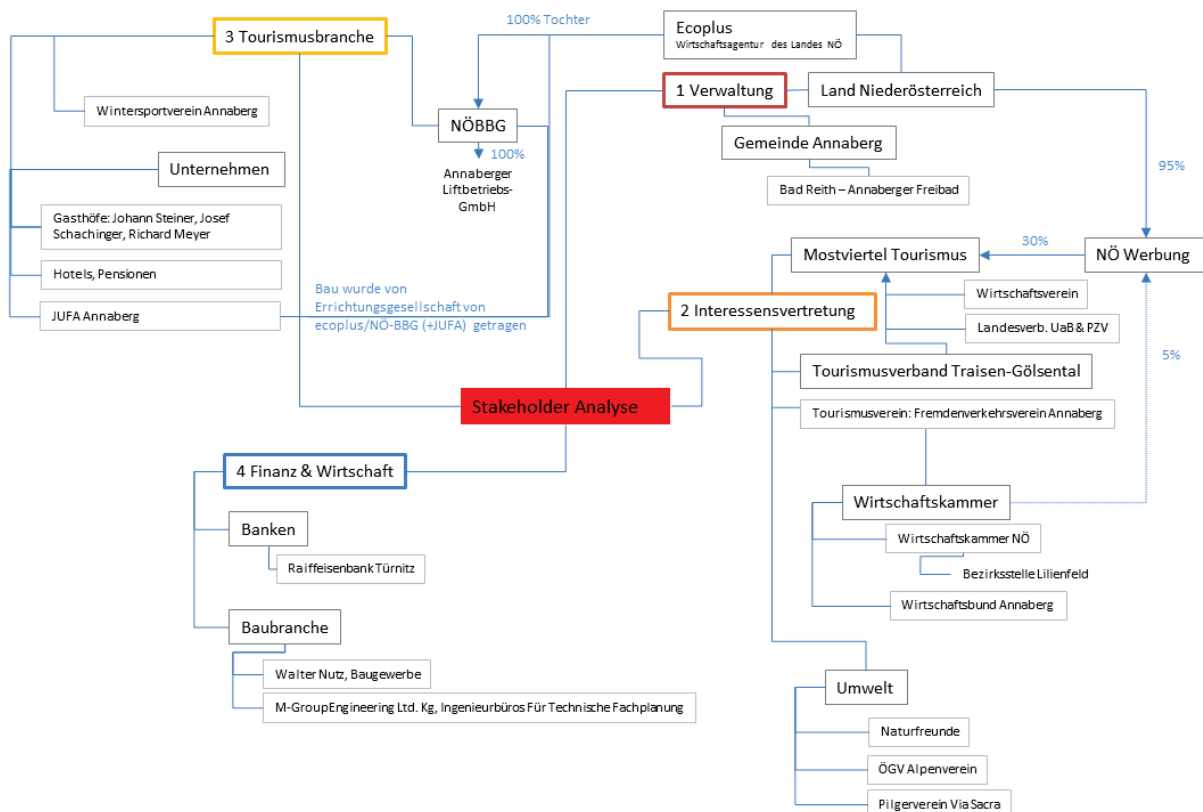 3 Tourismusbranche
100% Tochter
Ecoplus
Wirtschaftsagentur des Landes NÖ
1 Verwaltung
Land Niederösterreich
Wintersportverein Annaberg
NÖBBG
Gemeinde Annaberg
100%
95%
Unternehmen
Annaberger
Liftbetriebs-
GmbH
Bad Reith – Annaberger Freibad
Gasthöfe: Johann Steiner, Josef
Schachinger, Richard Meyer
Mostviertel Tourismus
30%
NÖ Werbung
Hotels, Pensionen
Bau wurde von
Errichtungsgesellschaft von
ecoplus/NÖ-BBG (+JUFA) getragen
JUFA Annaberg
2 Interessensvertretung
Wirtschaftsverein
Landesverb. UaB & PZV
5%
Tourismusverband Traisen-Gölsental
Stakeholder Analyse
Tourismusverein: Fremdenverkehrsverein Annaberg
4 Finanz & Wirtschaft
Wirtschaftskammer
Banken
Wirtschaftskammer NÖ
Raiffeisenbank Türnitz
Bezirksstelle Lilienfeld
Wirtschaftsbund Annaberg
Baubranche
Walter Nutz, Baugewerbe
Umwelt
M-GroupEngineering Ltd. Kg, Ingenieurbüros Für Technische Fachplanung
Naturfreunde
ÖGV Alpenverein
Pilgerverein Via Sacra